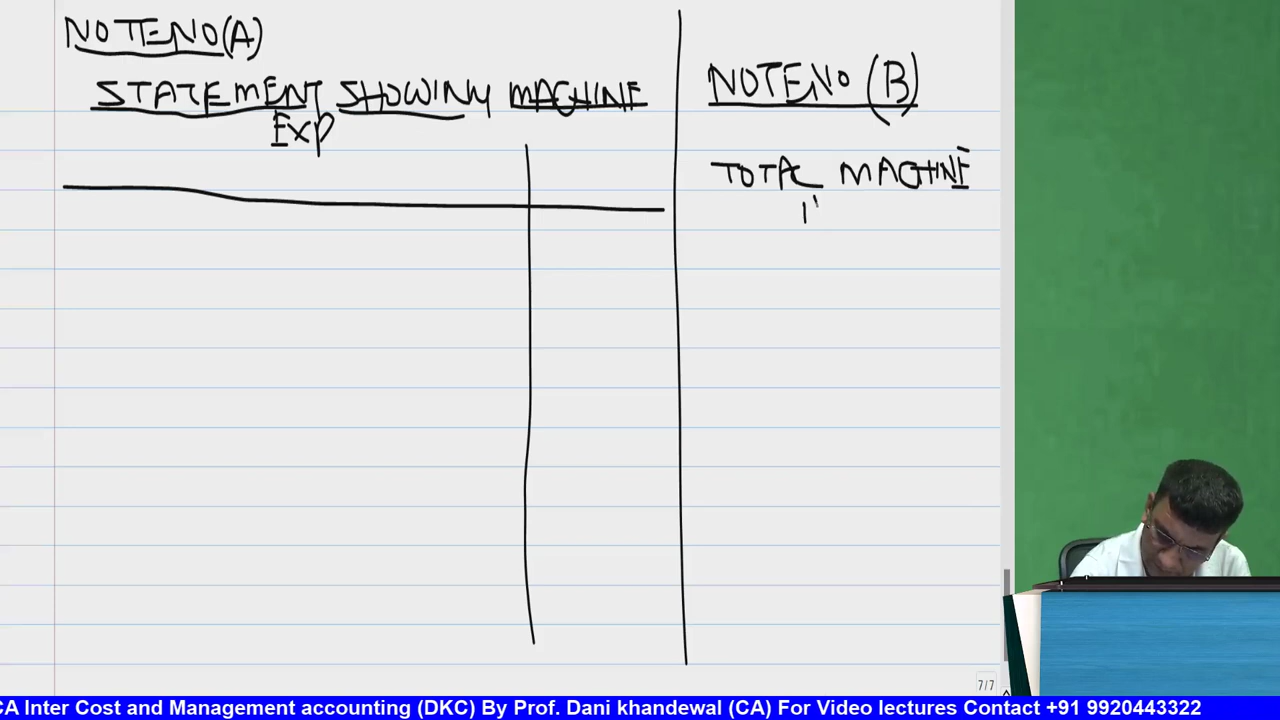 NOTE NO (A)
STATEMENT SHOWING MACHINE
EXP
NOTE NO (B)
TOTAL MACHINE
7/7
CA Inter Cost and Management accounting (DKC) By Prof. Dani khandewal (CA) For Video lectures Contact +91 9920443322